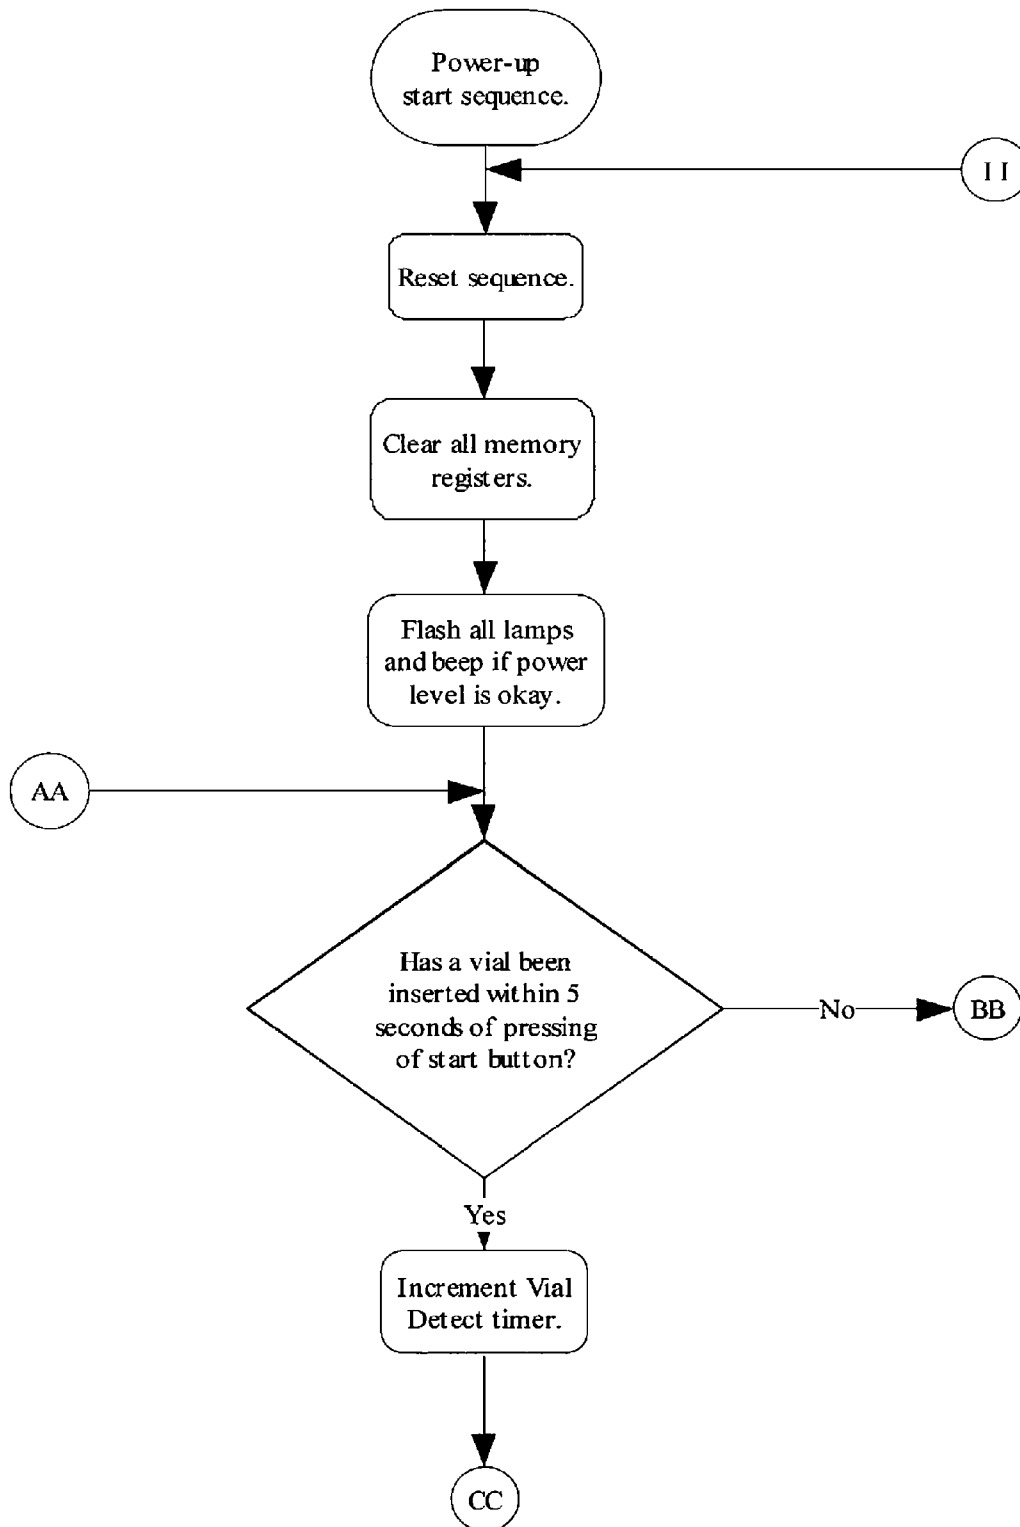 Power-up
start sequence.
II
Reset sequence.
Clear all memory
registers.
Flash all lamps
and beep if power
level is okay.
AA
Has a vial been
inserted within 5
seconds of pressing
of start button?
No
BB
Yes
Increment Vial
Detect timer.
CC